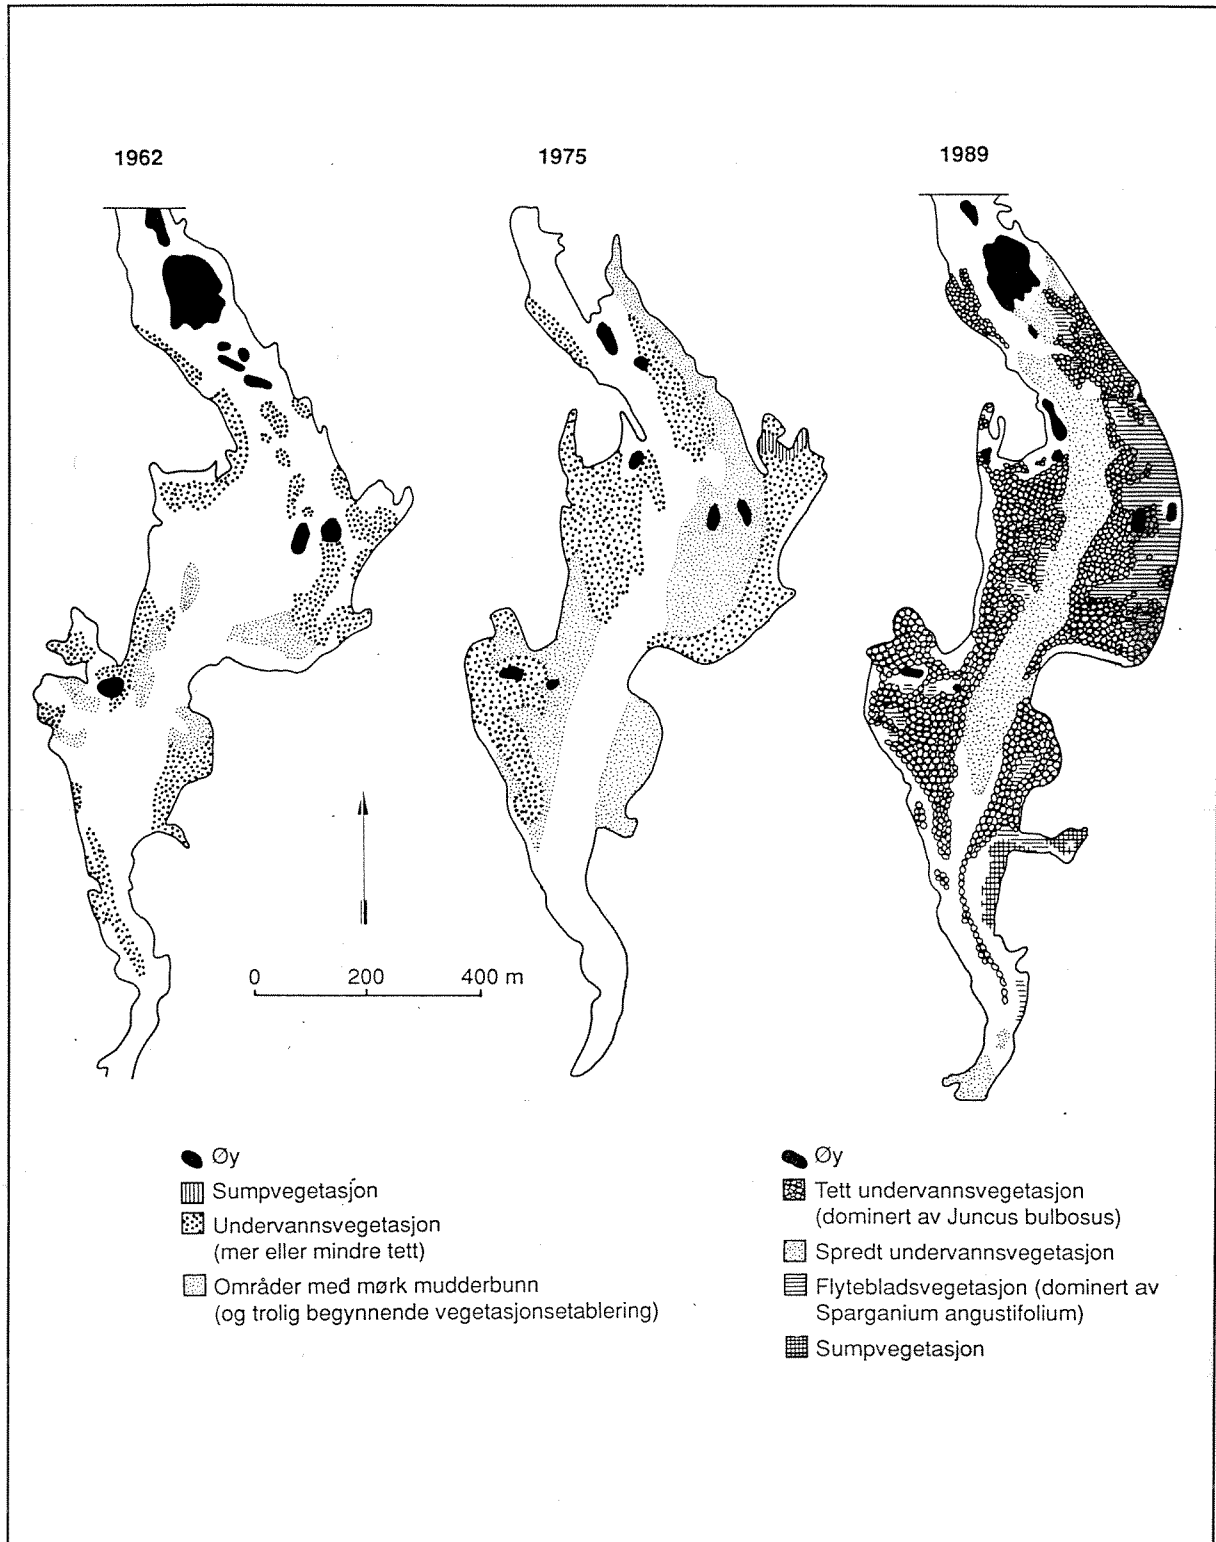 1962
1975
1989
0 200 400 m
Øy
Sumpvegetasjon
Undervannsvegetasjon
(mer eller mindre tett)
Områder med mørk mudderbunn
(og trolig begynnende vegetasjonsetablering)
Øy
Tett undervannsvegetasjon
(dominert av Juncus bulbosus)
Spredt undervannsvegetasjon
Flytebladsvegetasjon (dominert av
Sparganium angustifolium)
Sumpvegetasjon